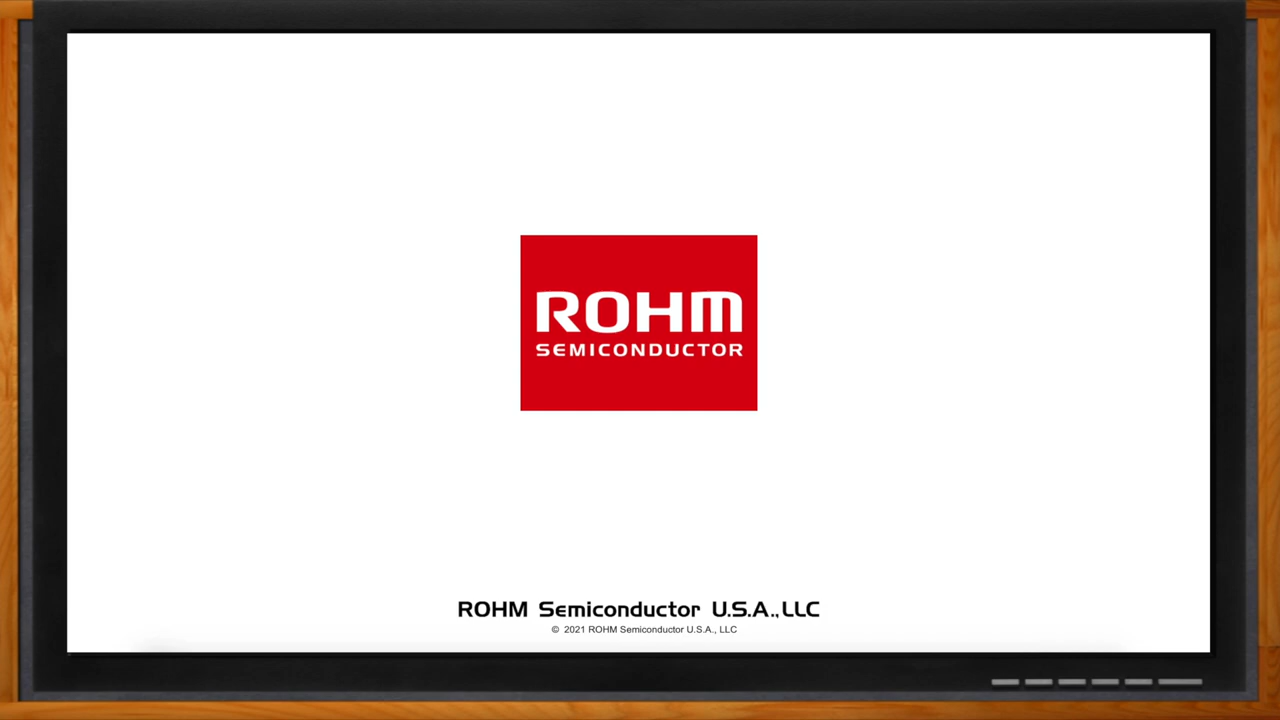 ROHM
SEMICONDUCTOR
ROHM Semiconductor U.S.A., LLC
© 2021 ROHM Semiconductor U.S.A., LLC